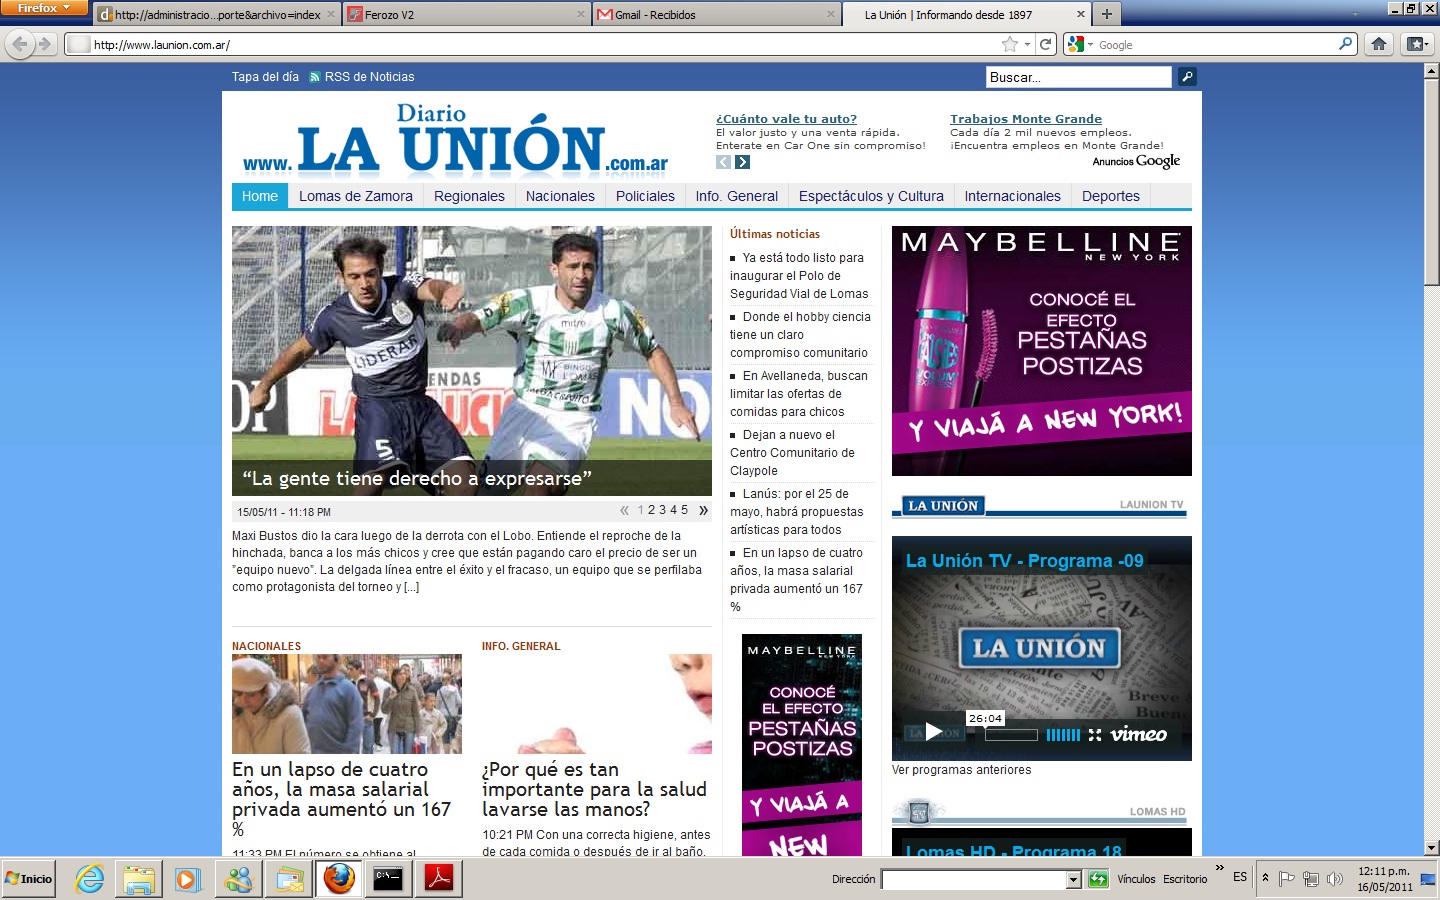 Firefox
http://administracio...porte&archivo=index
Ferozo V2
Gmail - Recibidos
La Unión | Informando desde 1897
http://www.launion.com.ar/
Google
Tapa del día
RSS de Noticias
Buscar...
Diario
www. LA UNIÓN .com.ar
¿Cuánto vale tu auto?
El valor justo y una venta rápida.
Enterate en Car One sin compromiso!
Trabajos Monte Grande
Cada día 2 mil nuevos empleos.
¡Encuentra empleos en Monte Grande!
Anuncios Google
Home
Lomas de Zamora
Regionales
Nacionales
Policiales
Info. General
Espectáculos y Cultura
Internacionales
Deportes
LIDERAR
5
mitre
BINGO
LOMAS
“La gente tiene derecho a expresarse”
15/05/11 - 11:18 PM
« 1 2 3 4 5 »
Maxi Bustos dio la cara luego de la derrota con el Lobo. Entiende el reproche de la
hinchada, banca a los más chicos y cree que están pagando caro el precio de ser un
”equipo nuevo”. La delgada línea entre el éxito y el fracaso, un equipo que se perfilaba
como protagonista del torneo y [...]
NACIONALES
En un lapso de cuatro
años, la masa salarial
privada aumentó un 167
%
11:33 PM El número se obtiene al
INFO. GENERAL
¿Por qué es tan
importante para la salud
lavarse las manos?
10:21 PM Con una correcta higiene, antes
de cada comida o después de ir al baño,
Últimas noticias
Ya está todo listo para
inaugurar el Polo de
Seguridad Vial de Lomas
Donde el hobby ciencia
tiene un claro
compromiso comunitario
En Avellaneda, buscan
limitar las ofertas de
comidas para chicos
Dejan a nuevo el
Centro Comunitario de
Claypole
Lanús: por el 25 de
mayo, habrá propuestas
artísticas para todos
En un lapso de cuatro
años, la masa salarial
privada aumentó un 167
%
MAYBELLINE
NEW YORK
CONOCÉ
EL EFECTO
PESTAÑAS
POSTIZAS
Y VIAJÁ A
NEW
MAYBELLINE
NEW YORK
CONOCÉ EL
EFECTO
PESTAÑAS
POSTIZAS
Y VIAJÁ A NEW YORK!
LA UNIÓN
LAUNION TV
La Unión TV - Programa -09
LA UNIÓN
26:04
vimeo
Ver programas anteriores
LOMAS HD
Lomas HD - Programa 18
Inicio
Dirección
Vínculos
Escritorio
ES
12:11 p.m.
16/05/2011